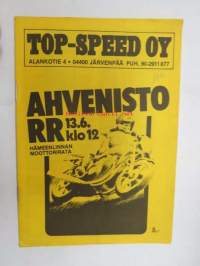 TOP-SPEED OY
ALANKOTIE 4 • 04400 JÄRVENPÄÄ PUH. 90-2911 877
AHVENISTO
RR 13.6. klo 12
HÄMEENLINNAN
MOOTTORIRATA